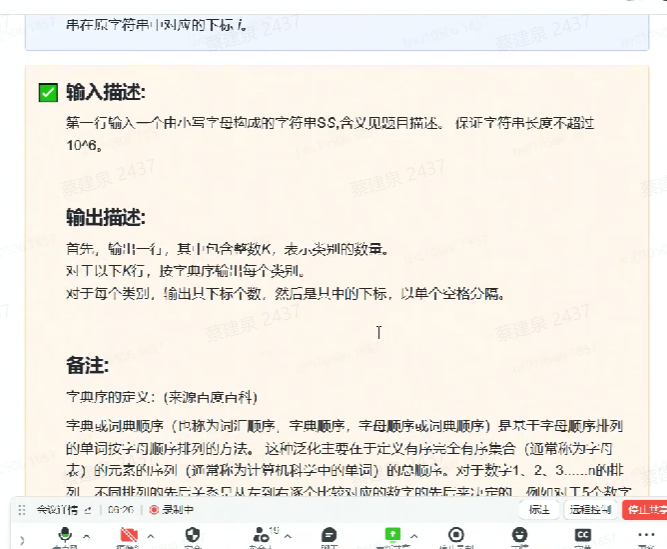 串在原字符串中对应的下标 i。
输入描述:
第一行输入一个由小写字母构成的字符串SS,含义见题目描述。 保证字符串长度不超过
10^6。
输出描述:
首先，输出一行，其中包含整数K，表示类别的数量。
对于以下K行，按字典序输出每个类别。
对于每个类别，输出其下标个数，然后是其中的下标，以单个空格分隔。
备注:
字典序的定义：(来源百度百科)
字典或词典顺序（也称为词汇顺序，字典顺序，字母顺序或词典顺序）是基于字母顺序排列
的单词按字母顺序排列的方法。 这种泛化主要在于定义有序完全有序集合（通常称为字母
表）的元素的序列（通常称为计算机科学中的单词）的总顺序。对于数字1、2、3......n的排
列，不同排列的先后关系是从左到右逐个比较对应的数字的先后来决定的。例如对于5个数字
蔡建泉 2437
会议详情 06:26 录制中 标注 远程控制 停止共享
19
CC